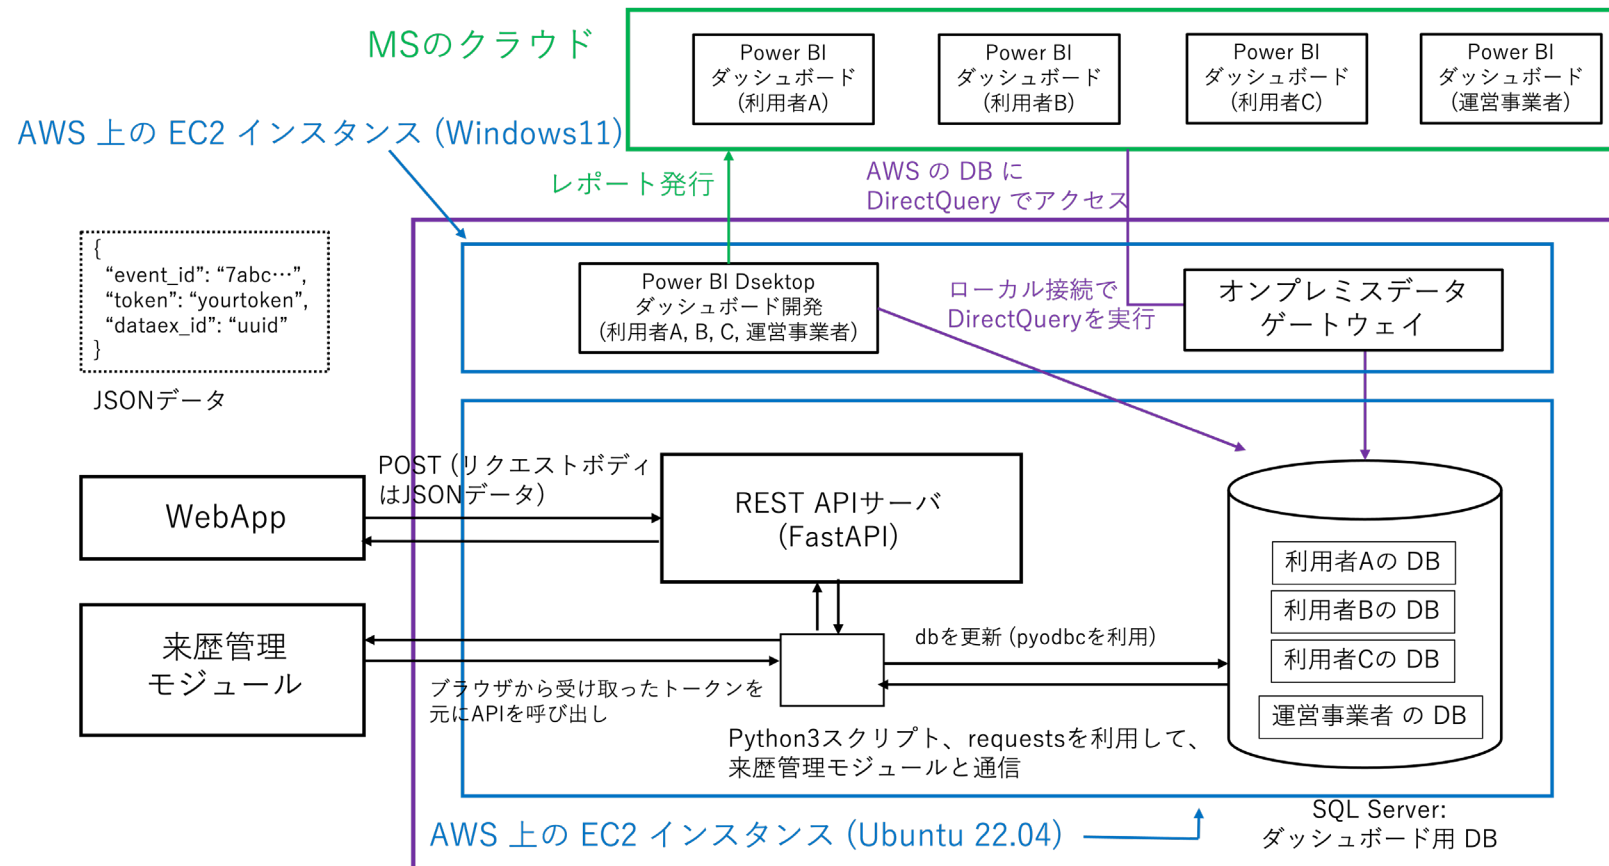 MSのクラウド
Power BI
ダッシュボード
(利用者A)
Power BI
ダッシュボード
(利用者B)
Power BI
ダッシュボード
(利用者C)
Power BI
ダッシュボード
(運営事業者)
AWS 上の EC2 インスタンス (Windows11)
レポート発行
AWS の DB に
DirectQuery でアクセス
{
“event_id”: “7abc…”,
“token”: “yourtoken”,
“dataex_id”: “uuid”
}
JSONデータ
Power BI Dsektop
ダッシュボード開発
(利用者A, B, C, 運営事業者)
ローカル接続で
DirectQueryを実行
オンプレミスデータ
ゲートウェイ
WebApp
POST (リクエストボディ
はJSONデータ)
REST APIサーバ
(FastAPI)
来歴管理
モジュール
ブラウザから受け取ったトークンを
元にAPIを呼び出し
dbを更新 (pyodbcを利用)
Python3スクリプト、requestsを利用して、
来歴管理モジュールと通信
利用者Aの DB
利用者Bの DB
利用者Cの DB
運営事業者 の DB
AWS 上の EC2 インスタンス (Ubuntu 22.04)
SQL Server:
ダッシュボード用 DB